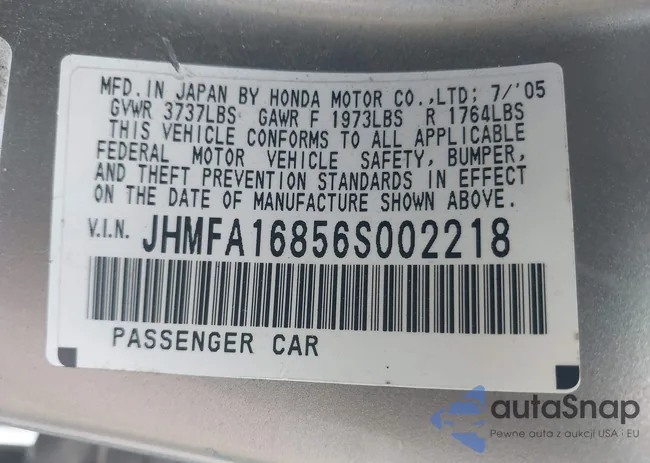 MFD. IN JAPAN BY HONDA MOTOR CO.,LTD; 7/'05
GVWR 3737LBS GAWR F 1973LBS R 1764LBS
THIS VEHICLE CONFORMS TO ALL APPLICABLE
FEDERAL MOTOR VEHICLE SAFETY, BUMPER,
AND THEFT PREVENTION STANDARDS IN EFFECT
ON THE DATE OF MANUFACTURE SHOWN ABOVE.
V.I.N. JHMFA16856S002218
PASSENGER CAR
autaSnap
Pewne auta z aukcji USA · EU